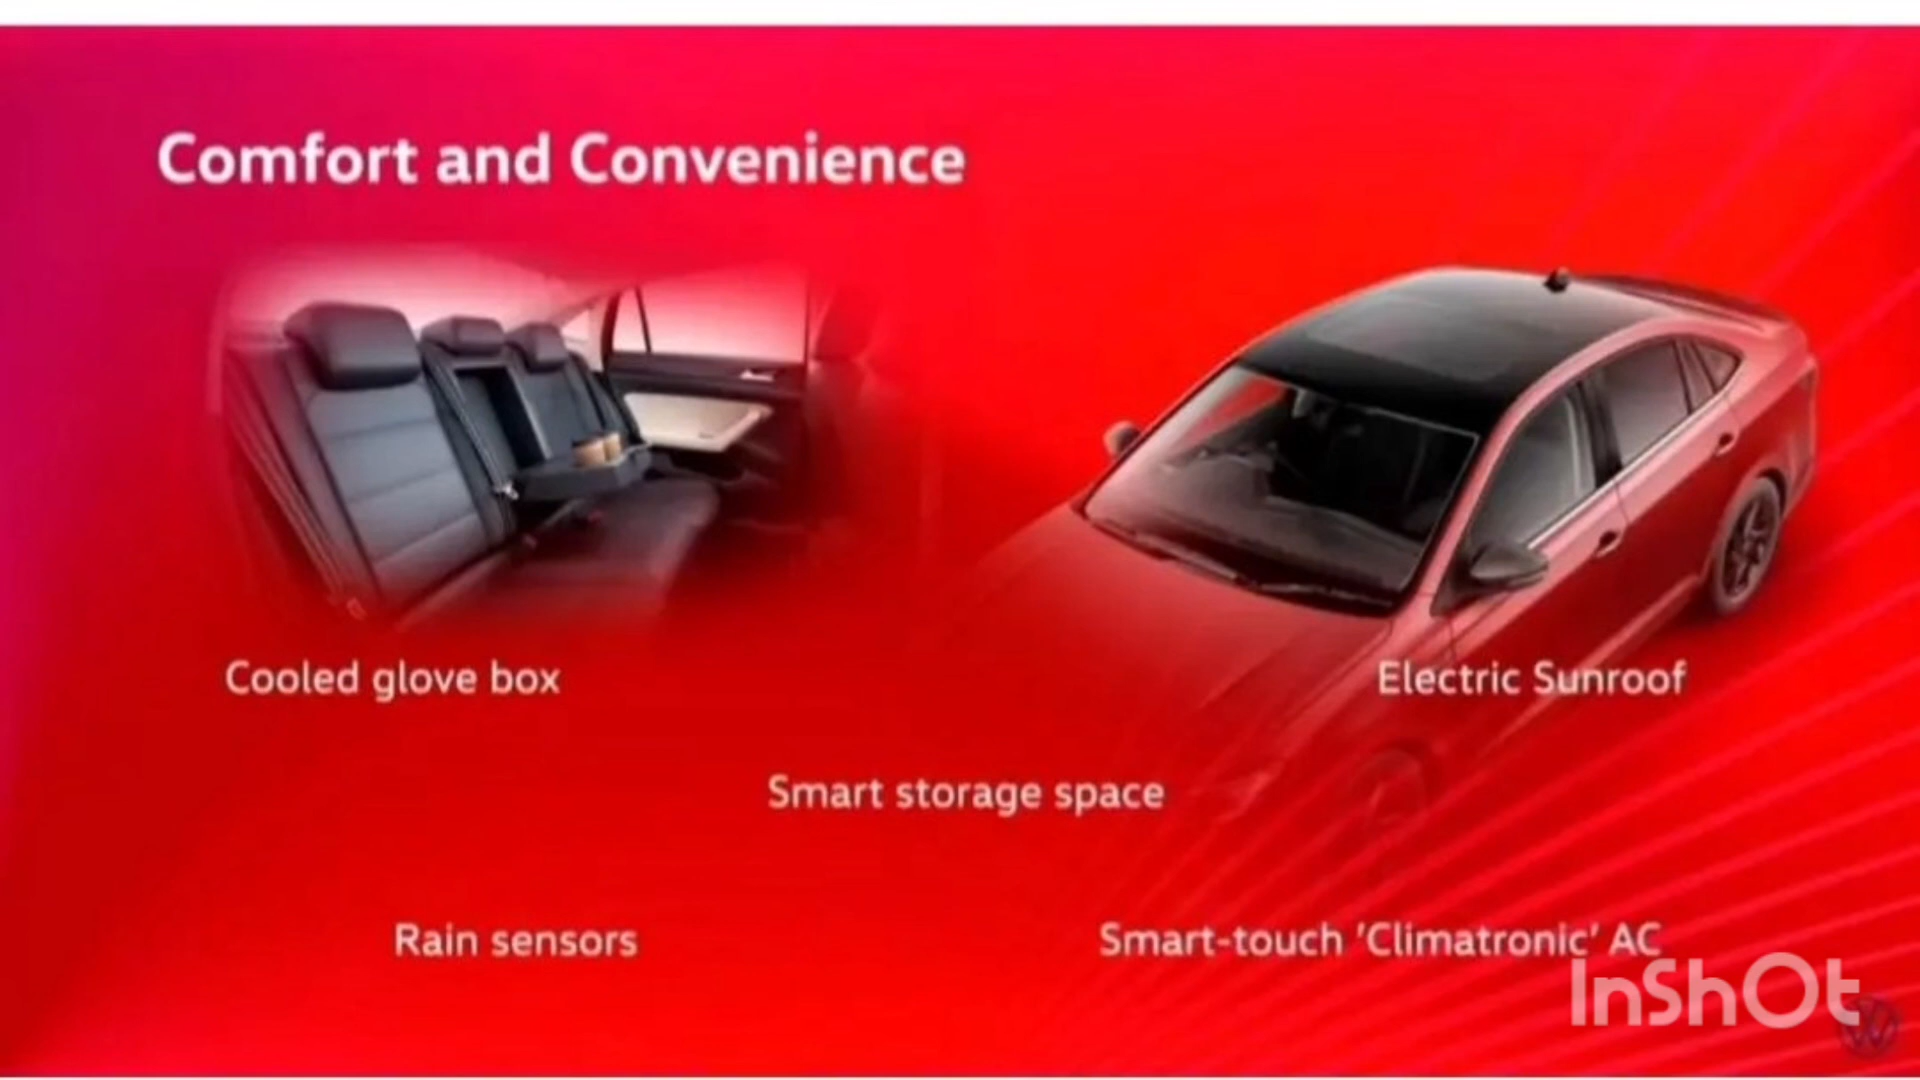 Comfort and Convenience
Cooled glove box
Electric Sunroof
Smart storage space
Rain sensors
Smart-touch 'Climatronic' AC
InShOt